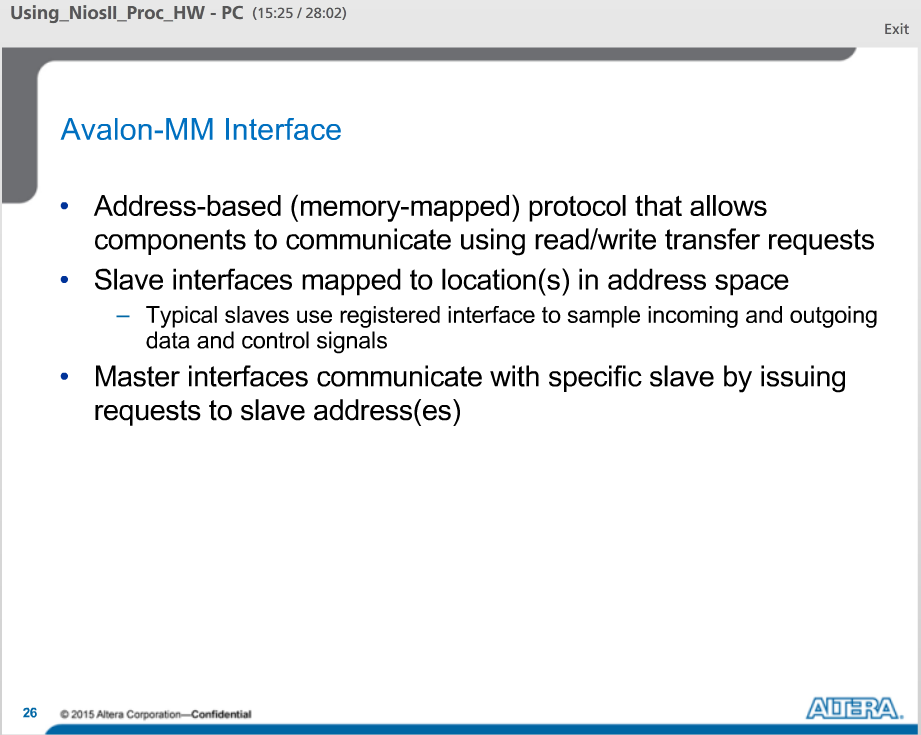 Using_NiosII_Proc_HW - PC (15:25 / 28:02)
Exit
Avalon-MM Interface
• Address-based (memory-mapped) protocol that allows
components to communicate using read/write transfer requests
• Slave interfaces mapped to location(s) in address space
– Typical slaves use registered interface to sample incoming and outgoing
data and control signals
• Master interfaces communicate with specific slave by issuing
requests to slave address(es)
26 © 2015 Altera Corporation—Confidential
ALTERA.